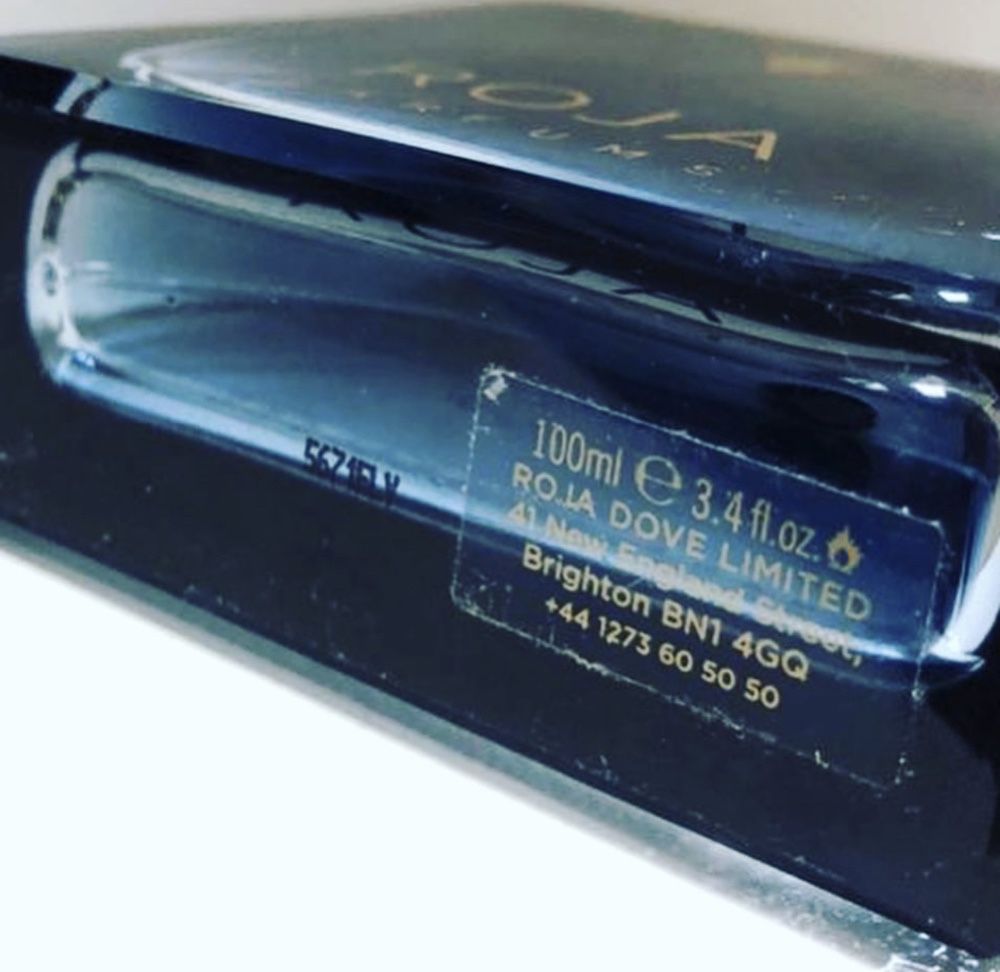 ROJA
PARFUMS
5671ELV
100ml ℮ 3.4 fl.oz.
ROJA DOVE LIMITED
41 New England Street,
Brighton BN1 4GQ
+44 1273 60 50 50